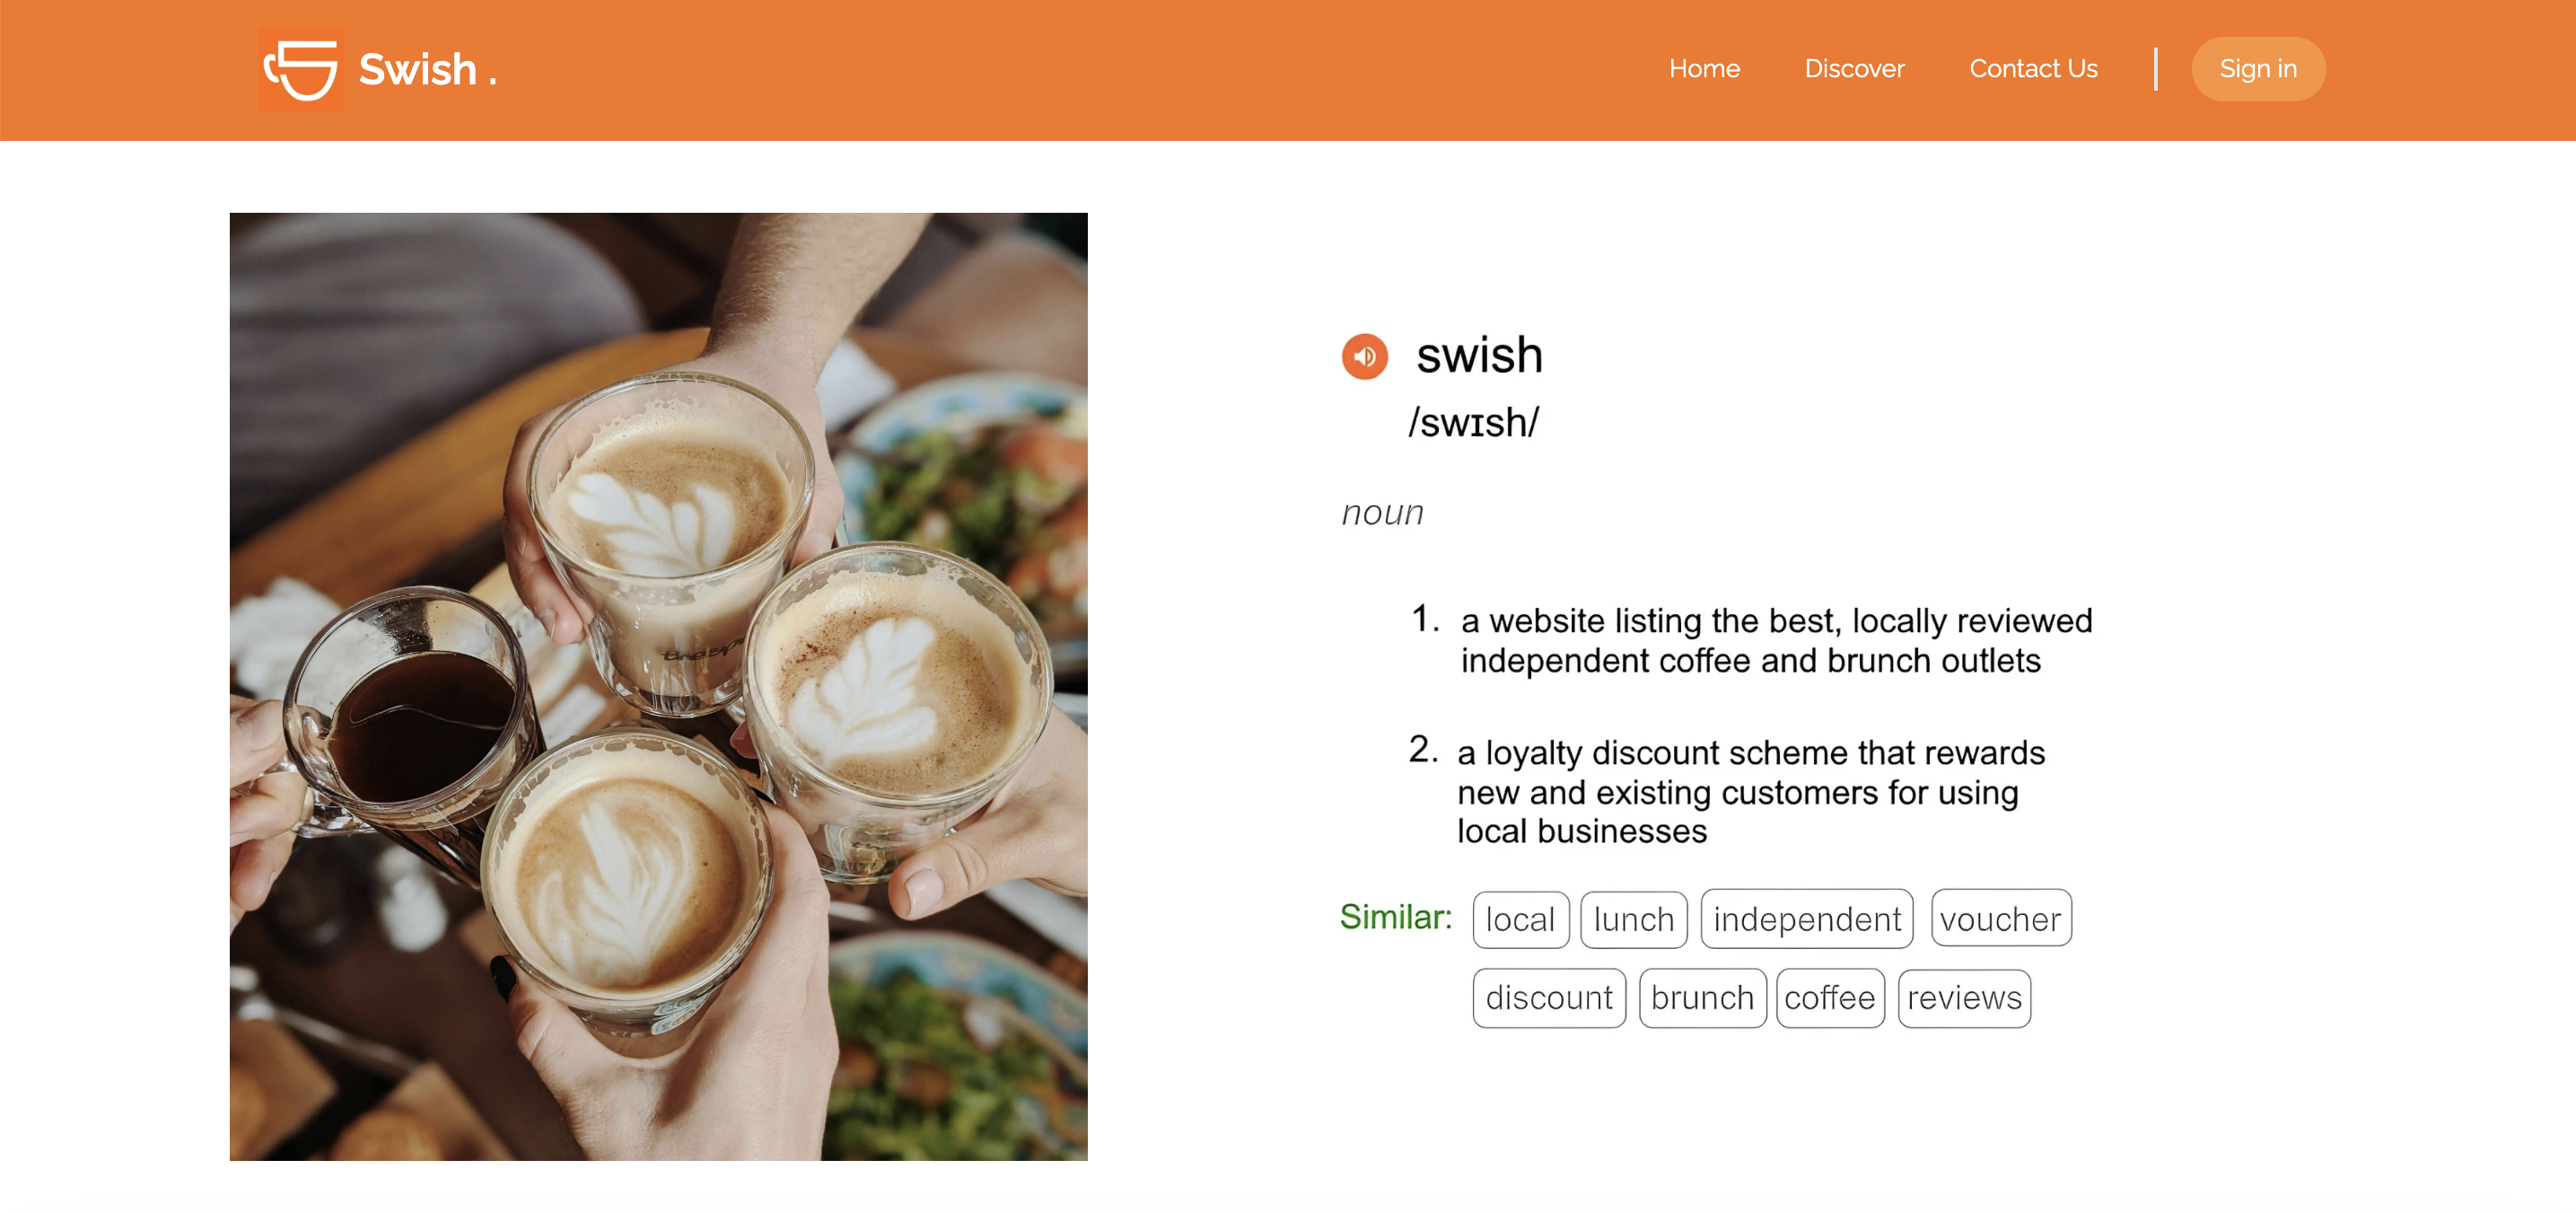 Swish .
Home
Discover
Contact Us
Sign in
swish
/swɪsh/
noun
1. a website listing the best, locally reviewed
independent coffee and brunch outlets
2. a loyalty discount scheme that rewards
new and existing customers for using
local businesses
Similar: local lunch independent voucher
discount brunch coffee reviews